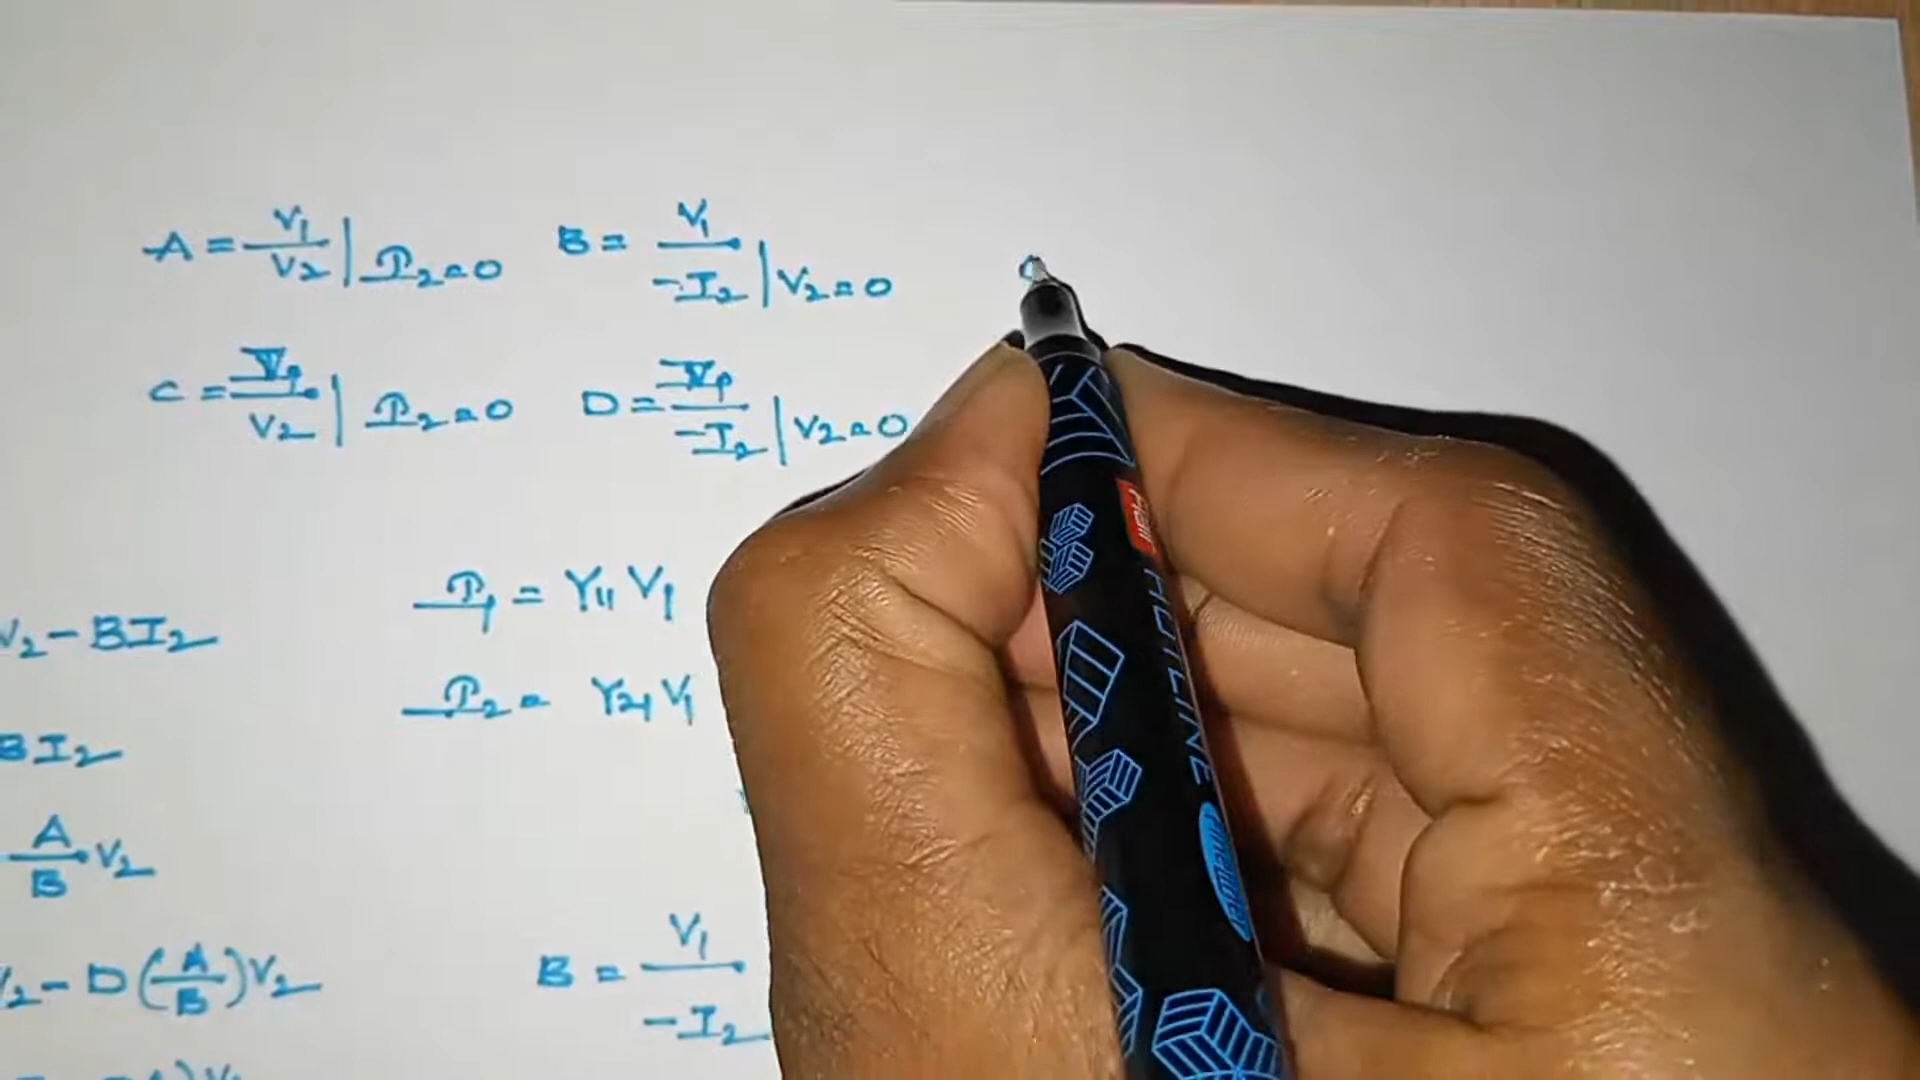 A = V1/V2 | I2=0 B = V1/-I2 | V2=0
C = I1/V2 | I2=0 D = I1/-I2 | V2=0
I1 = Y11 V1
V2 - BI2
I2 = Y21 V1
BI2
A/B V2
B = V1/-I2
V2 - D(A/B)V2
HOTLINE